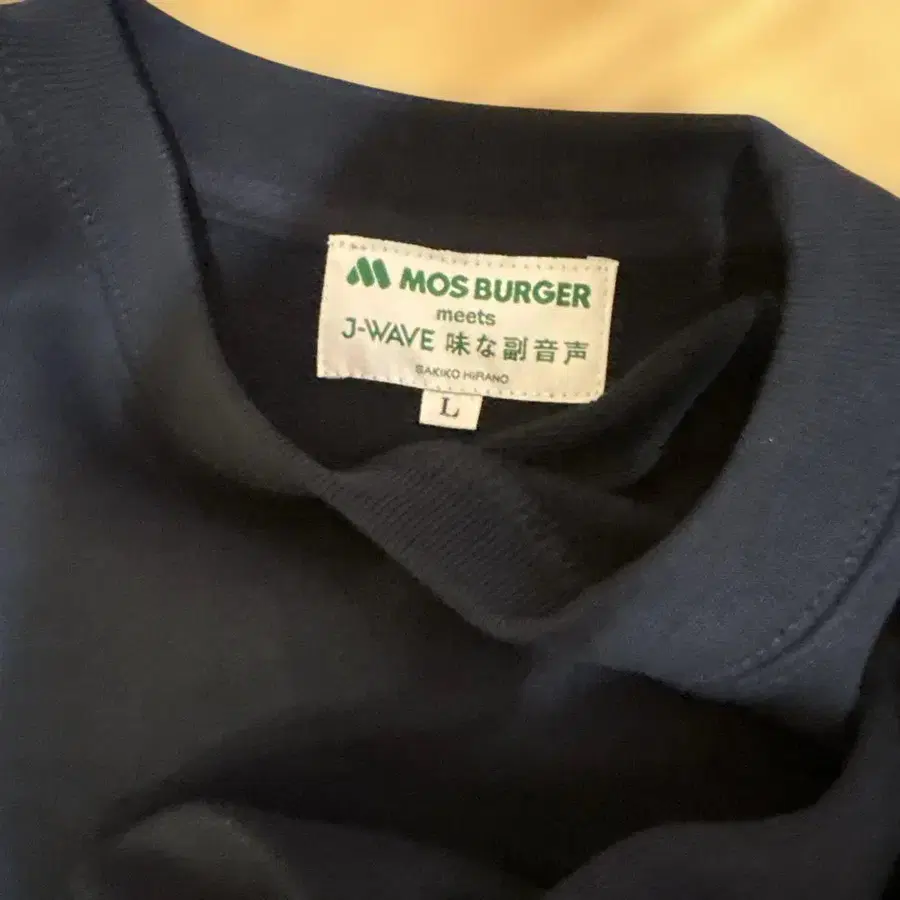 MOS BURGER
meets
J-WAVE 味な副音声
SAKIKO HIRANO
L